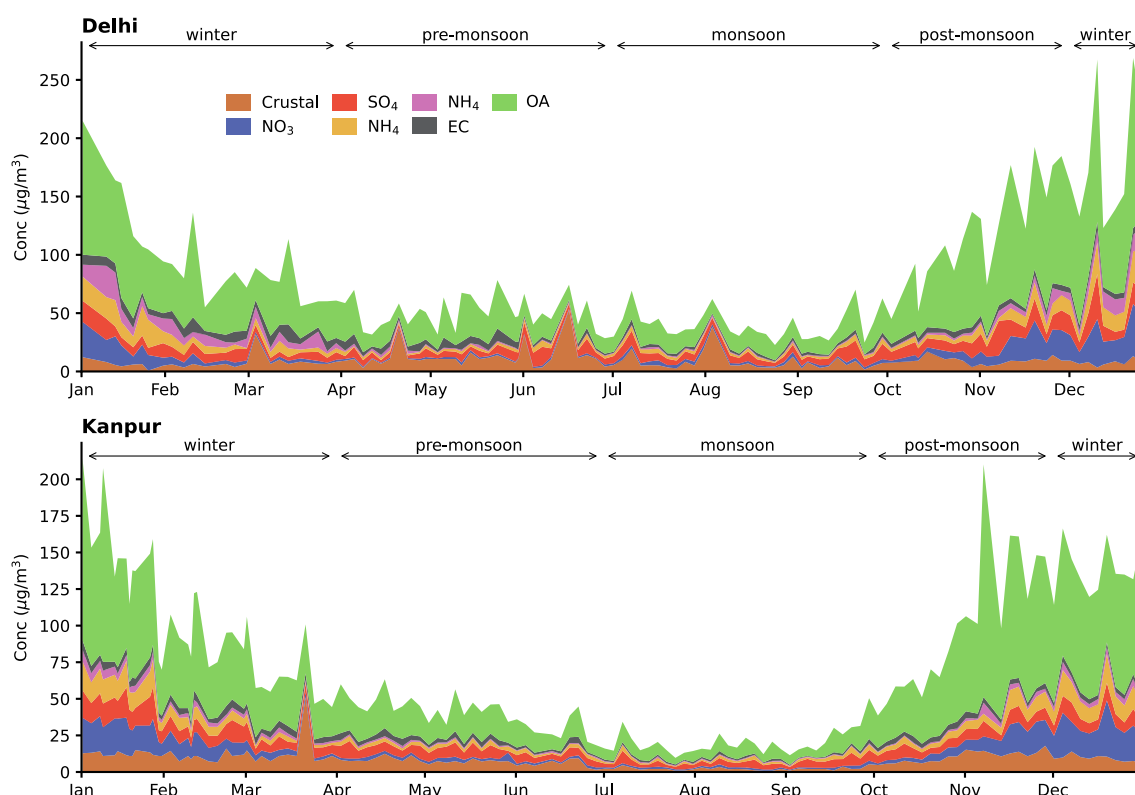 Delhi
winter pre-monsoon monsoon post-monsoon winter
Crustal SO₄ NH₄ OA
NO₃ NH₄ EC
Conc (μg/m³)
250
200
150
100
50
0
Jan Feb Mar Apr May Jun Jul Aug Sep Oct Nov Dec
Kanpur
winter pre-monsoon monsoon post-monsoon winter
Conc (μg/m³)
200
175
150
125
100
75
50
25
0
Jan Feb Mar Apr May Jun Jul Aug Sep Oct Nov Dec